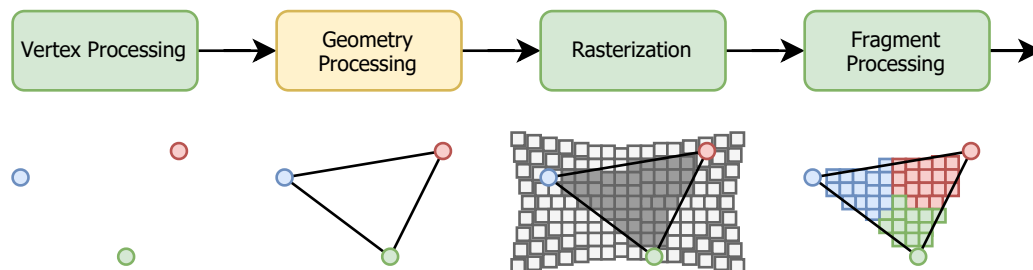 Vertex Processing
Geometry
Processing
Rasterization
Fragment
Processing